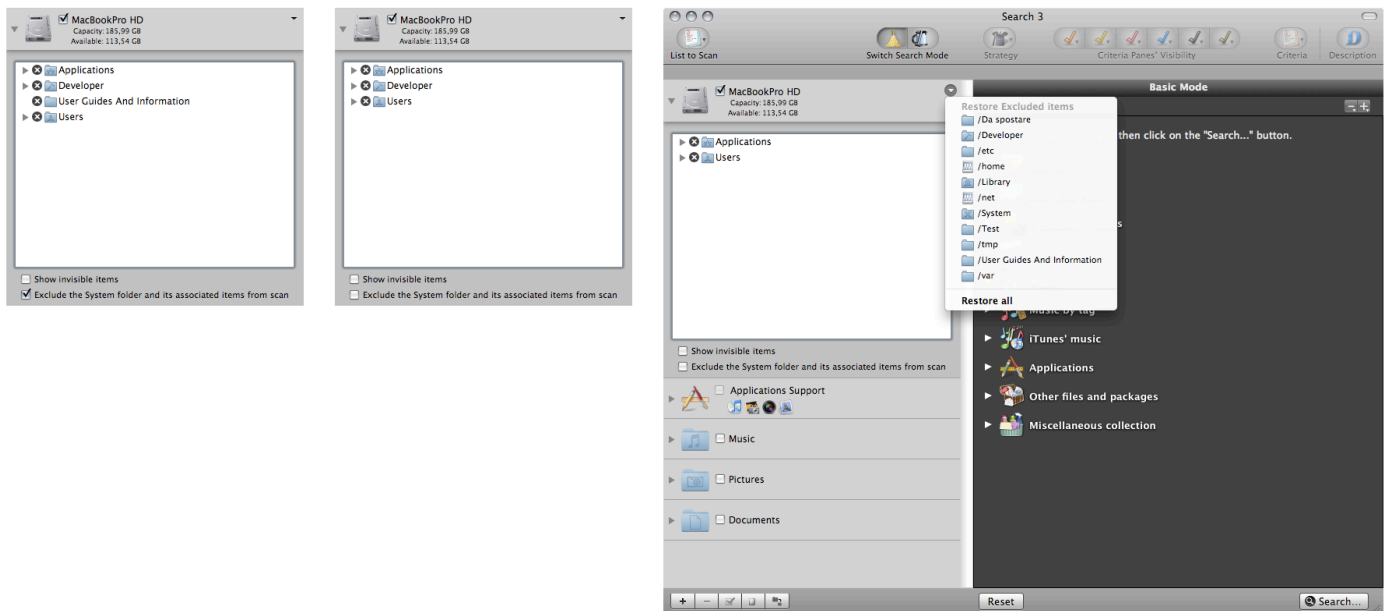 MacBookPro HD
Capacity: 185,99 GB
Available: 113,54 GB
Applications
Developer
User Guides And Information
Users
Show invisible items
Exclude the System folder and its associated items from scan
MacBookPro HD
Capacity: 185,99 GB
Available: 113,54 GB
Applications
Developer
Users
Show invisible items
Exclude the System folder and its associated items from scan
Search 3
List to Scan
Switch Search Mode
Strategy
Criteria Panes' Visibility
Criteria
Description
MacBookPro HD
Capacity: 185,99 GB
Available: 113,54 GB
Applications
Users
Show invisible items
Exclude the System folder and its associated items from scan
Applications Support
Music
Pictures
Documents
Restore Excluded items
/Da spostare
/Developer
/etc
/home
/Library
/net
/System
/Test
/tmp
/User Guides And Information
/var
Restore all
Basic Mode
then click on the "Search..." button.
s
Music by tag
iTunes' music
Applications
Other files and packages
Miscellaneous collection
Reset
Search...